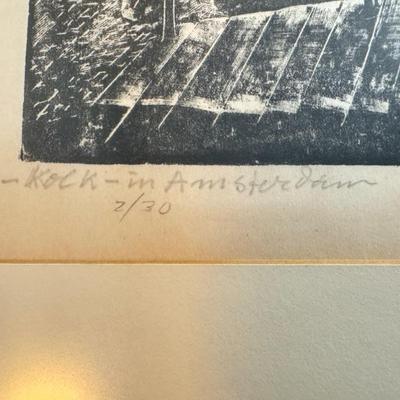 - Kolk - in Amsterdam
2/30